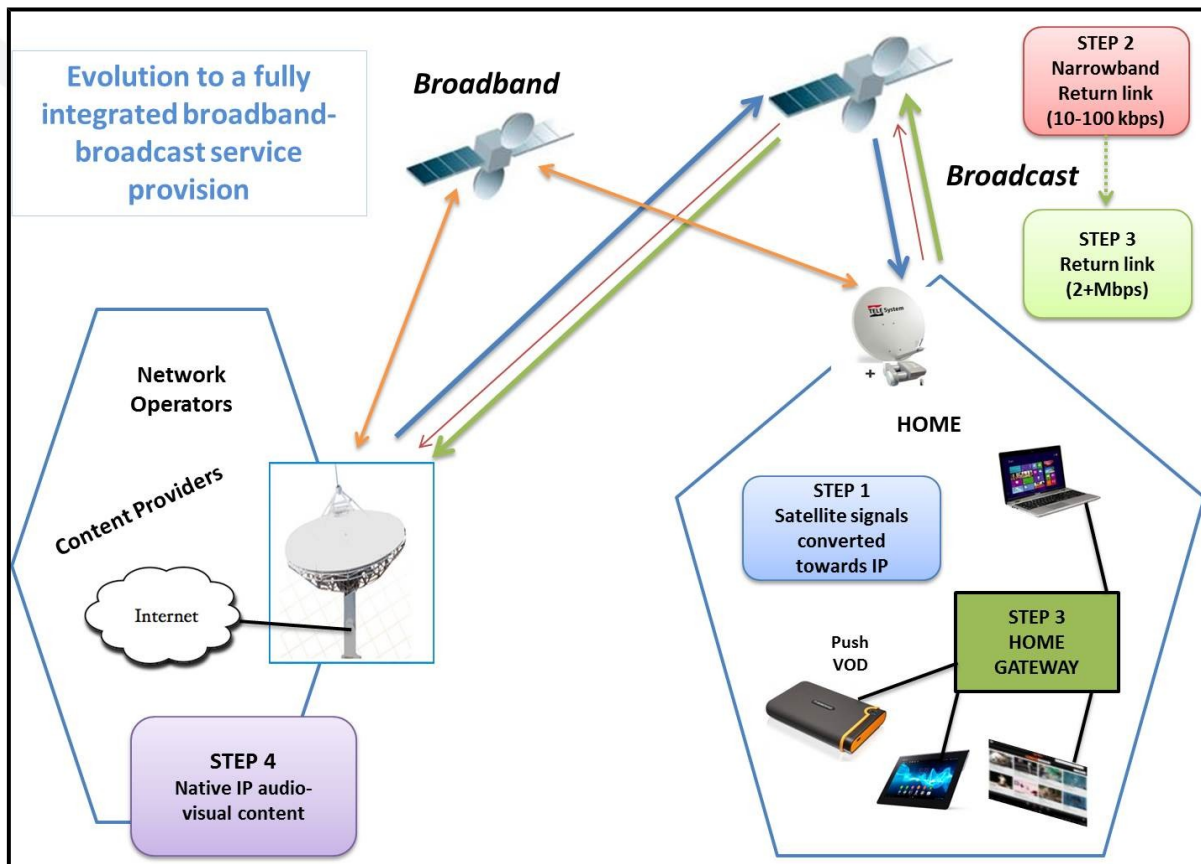 Evolution to a fully
integrated broadband-
broadcast service
provision
Broadband
Broadcast
STEP 2
Narrowband
Return link
(10-100 kbps)
STEP 3
Return link
(2+Mbps)
Network
Operators
Content Providers
Internet
STEP 4
Native IP audio-
visual content
TELE System
+
HOME
STEP 1
Satellite signals
converted
towards IP
STEP 3
HOME
GATEWAY
Push
VOD